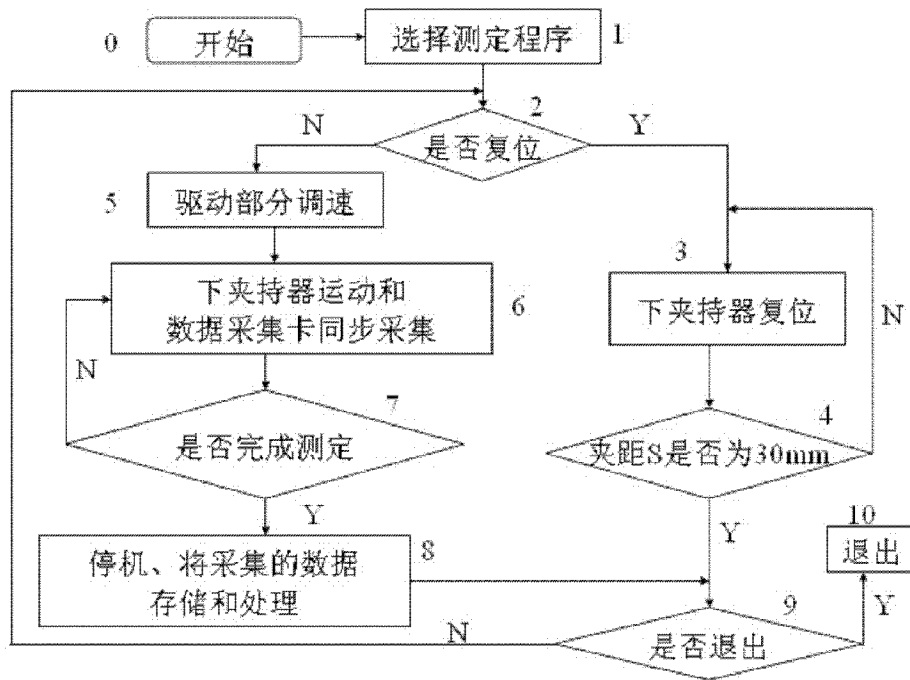 0
开始
选择测定程序
1
2
N
是否复位
Y
5
驱动部分调速
3
下夹持器运动和
数据采集卡同步采集
6
下夹持器复位
N
N
7
是否完成测定
4
夹距S是否为30mm
Y
8
停机、将采集的数据
存储和处理
Y
10
退出
9
N
是否退出
Y